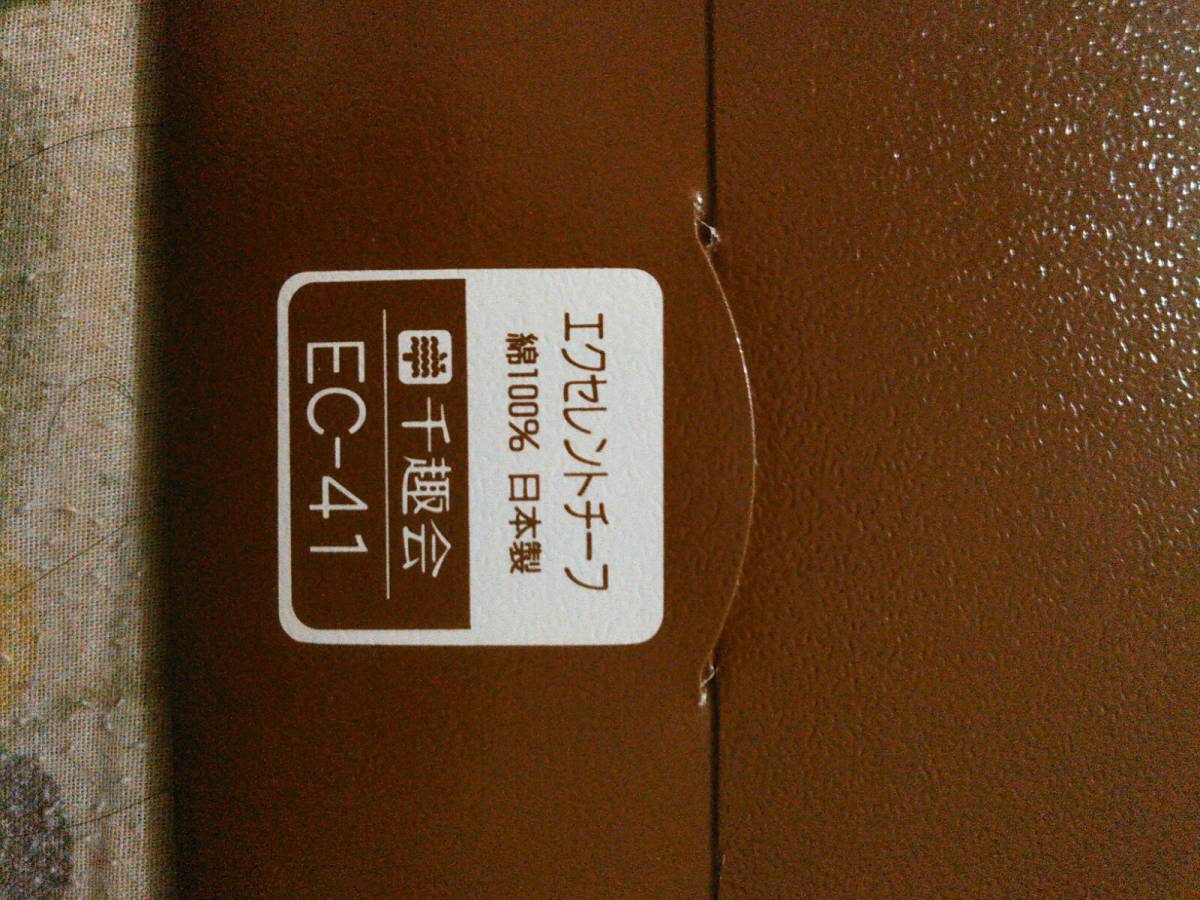 エクセレントチーフ
綿100% 日本製
千趣会
EC-41